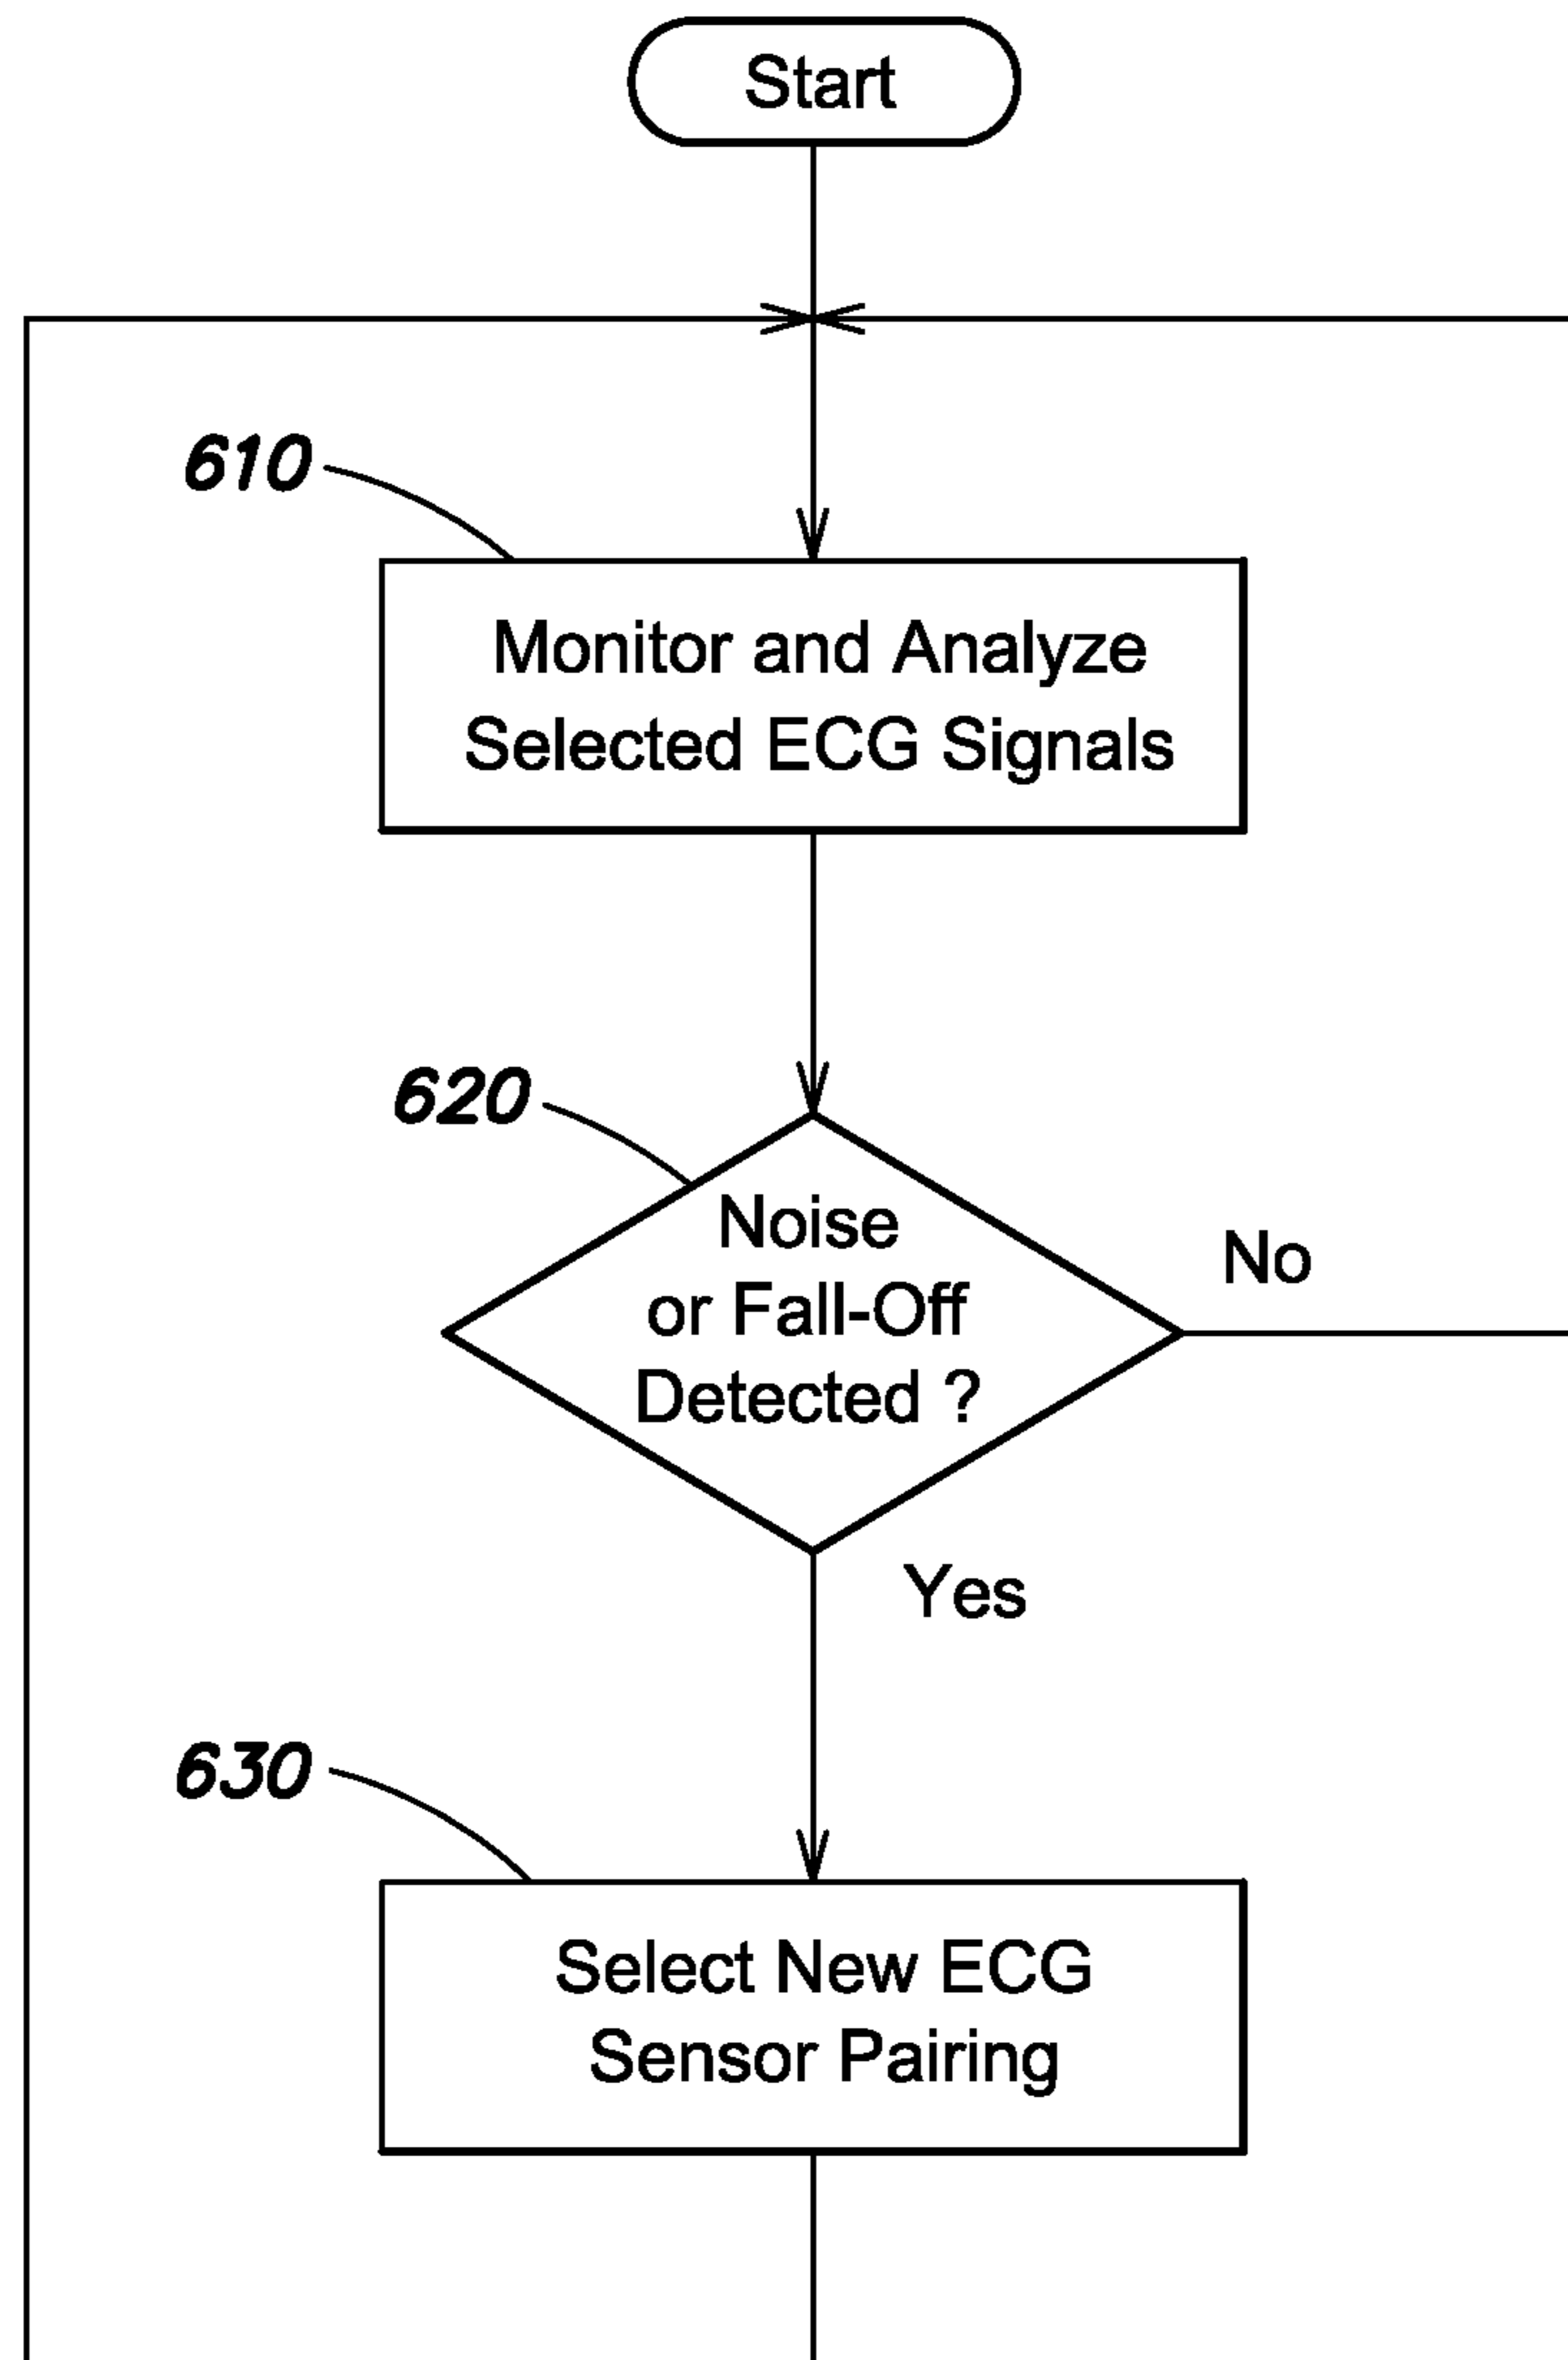 Start
610
Monitor and Analyze
Selected ECG Signals
620
Noise
or Fall-Off
Detected ?
No
Yes
630
Select New ECG
Sensor Pairing